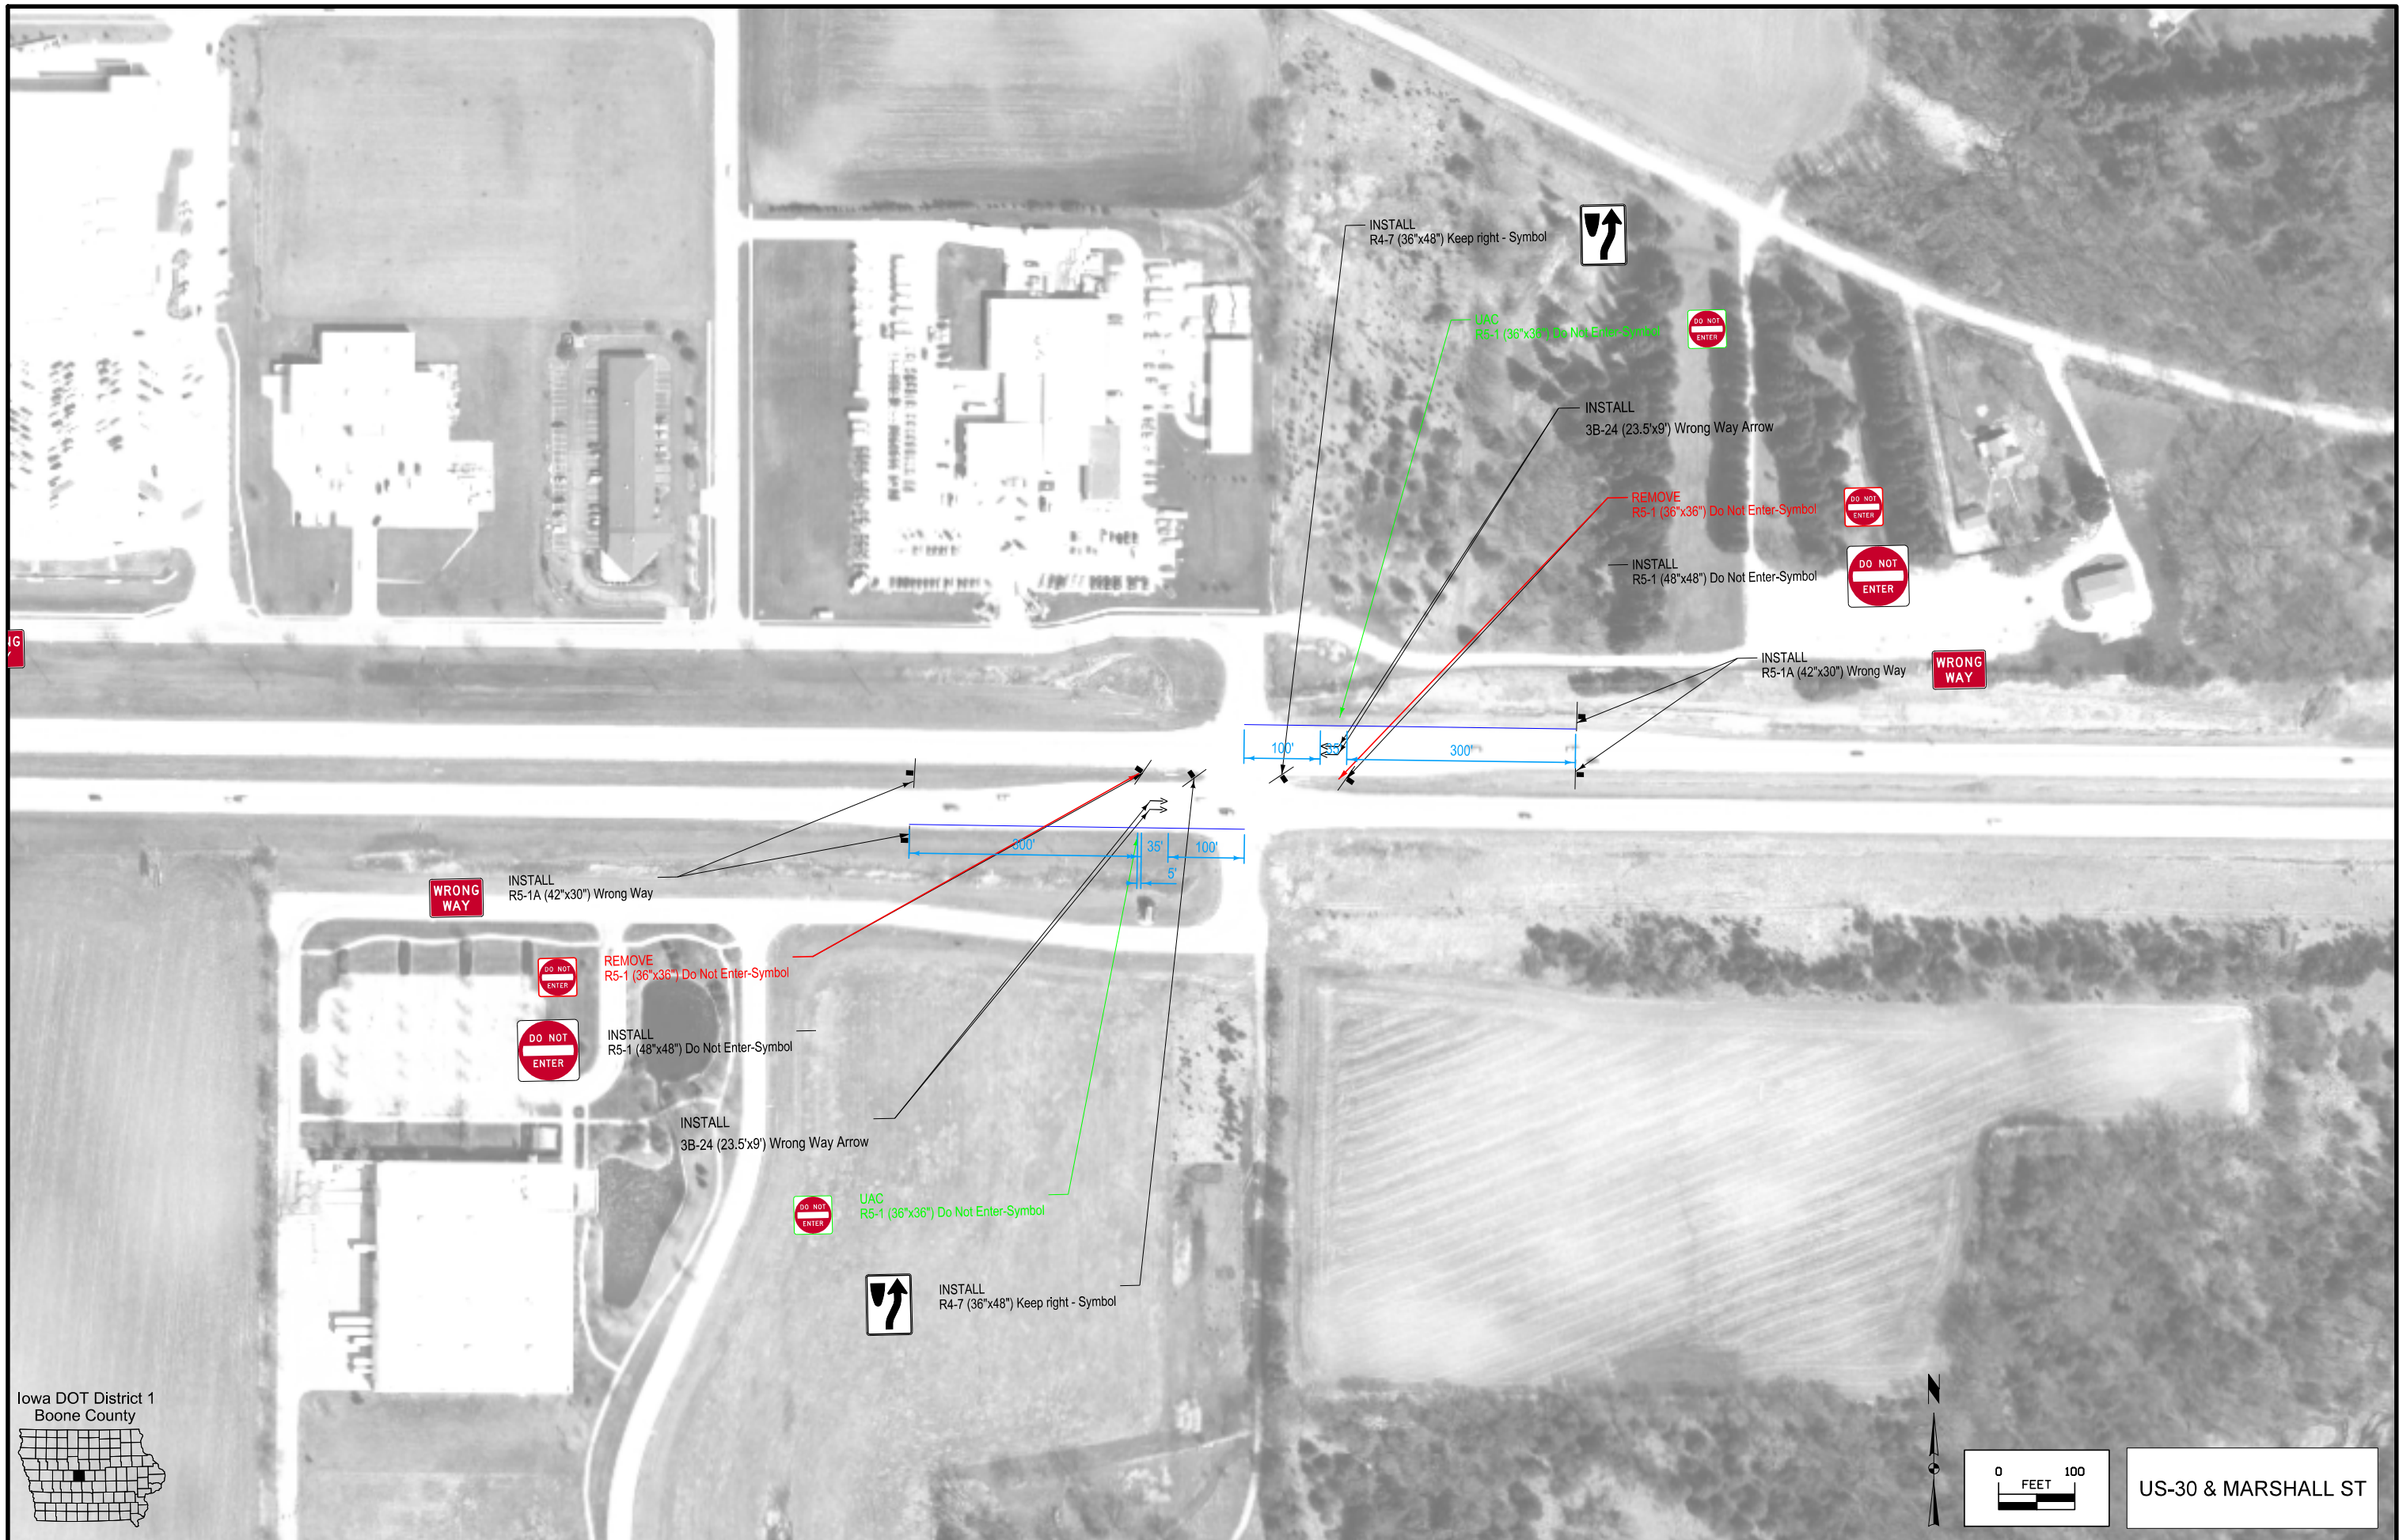 INSTALL
R4-7 (36"x48") Keep right - Symbol
UAC
R5-1 (36"x36") Do Not Enter-Symbol
DO NOT
ENTER
INSTALL
3B-24 (23.5'x9') Wrong Way Arrow
REMOVE
R5-1 (36"x36") Do Not Enter-Symbol
DO NOT
ENTER
INSTALL
R5-1 (48"x48") Do Not Enter-Symbol
DO NOT
ENTER
INSTALL
R5-1A (42"x30") Wrong Way
WRONG
WAY
NG
100'
35'
300'
300'
35'
100'
5'
WRONG
WAY
INSTALL
R5-1A (42"x30") Wrong Way
DO NOT
ENTER
REMOVE
R5-1 (36"x36") Do Not Enter-Symbol
DO NOT
ENTER
INSTALL
R5-1 (48"x48") Do Not Enter-Symbol
INSTALL
3B-24 (23.5'x9') Wrong Way Arrow
DO NOT
ENTER
UAC
R5-1 (36"x36") Do Not Enter-Symbol
INSTALL
R4-7 (36"x48") Keep right - Symbol
Iowa DOT District 1
Boone County
N
0 100
FEET
US-30 & MARSHALL ST